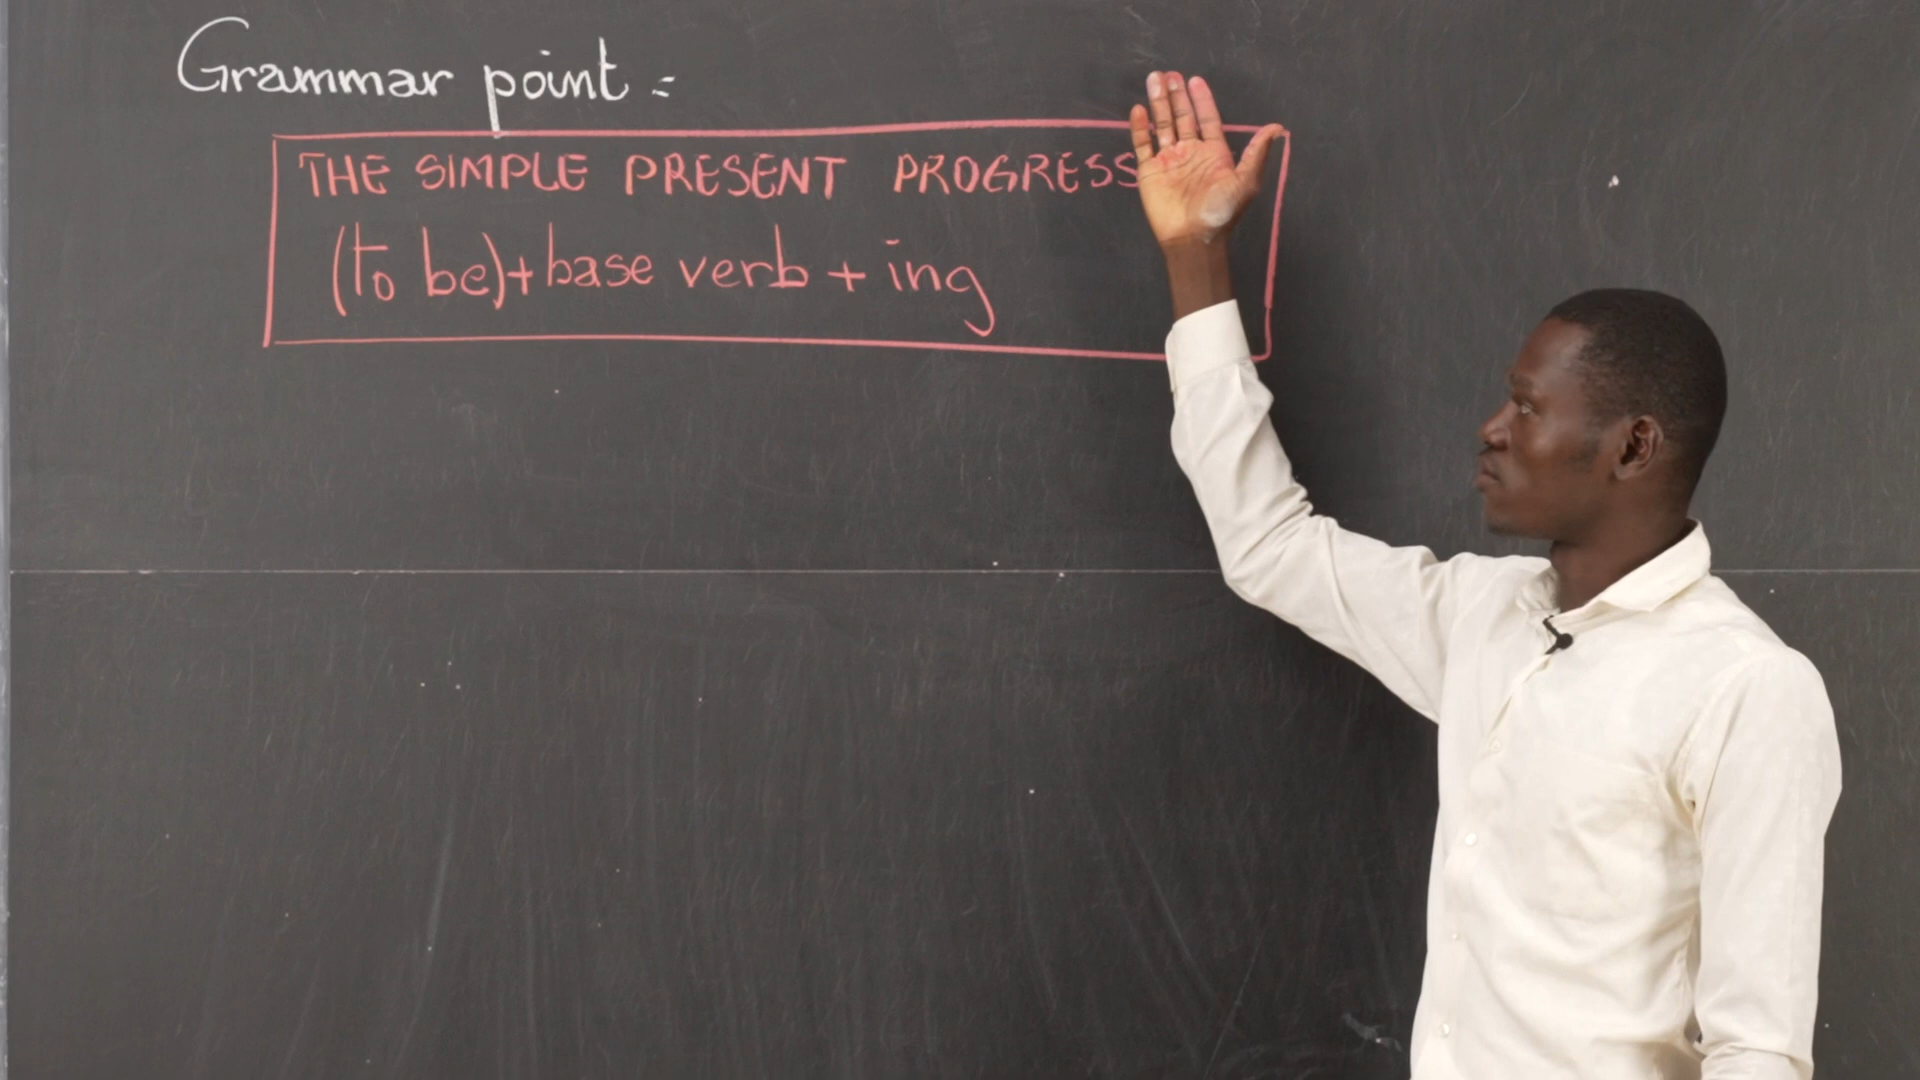 Grammar point =
THE SIMPLE PRESENT PROGRESS
(to be)+base verb + ing